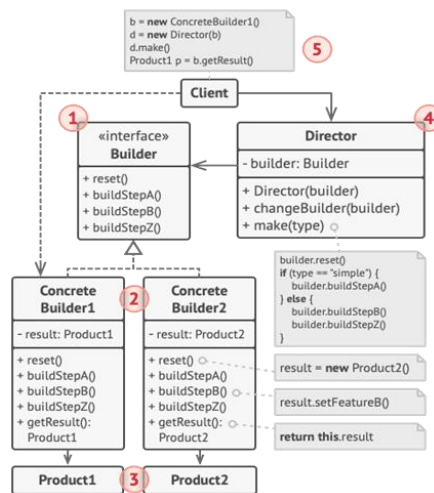 b = new ConcreteBuilder1()
d = new Director(b)
d.make()
Product1 p = b.getResult()
5
Client
1
«interface»
Builder
+ reset()
+ buildStepA()
+ buildStepB()
+ buildStepZ()
4
Director
- builder: Builder
+ Director(builder)
+ changeBuilder(builder)
+ make(type)
builder.reset()
if (type == "simple") {
builder.buildStepA()
} else {
builder.buildStepB()
builder.buildStepZ()
}
Concrete
Builder1
- result: Product1
+ reset()
+ buildStepA()
+ buildStepB()
+ buildStepZ()
+ getResult():
Product1
2
Concrete
Builder2
- result: Product2
+ reset()
+ buildStepA()
+ buildStepB()
+ buildStepZ()
+ getResult():
Product2
result = new Product2()
result.setFeatureB()
return this.result
Product1
3
Product2